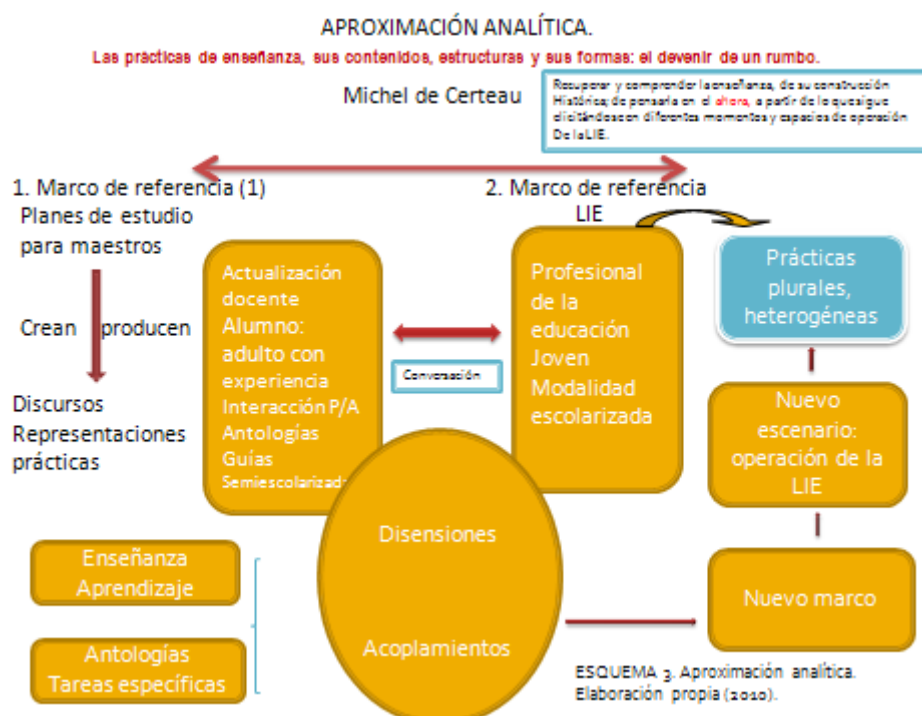 APROXIMACIÓN ANALÍTICA.
Las prácticas de enseñanza, sus contenidos, estructuras y sus formas: el devenir de un rumbo.
Michel de Certeau
Recuperar y comprender la enseñanza, de su construcción
Histórica; de pensarla en el ahora, a partir de lo que sigue
elicitándose en diferentes momentos y espacios de operación
De la LIE.
1. Marco de referencia (1)
Planes de estudio
para maestros
Crean producen
Discursos
Representaciones
prácticas
2. Marco de referencia
LIE
Actualización
docente
Alumno:
adulto con
experiencia
Interacción P/A
Antologías
Guías
Semiescolarizada
Conversación
Profesional
de la
educación
Joven
Modalidad
escolarizada
Prácticas
plurales,
heterogéneas
Nuevo
escenario:
operación de la
LIE
Nuevo marco
Disensiones
Acoplamientos
Enseñanza
Aprendizaje
Antologías
Tareas específicas
ESQUEMA 3. Aproximación analítica.
Elaboración propia (2010).